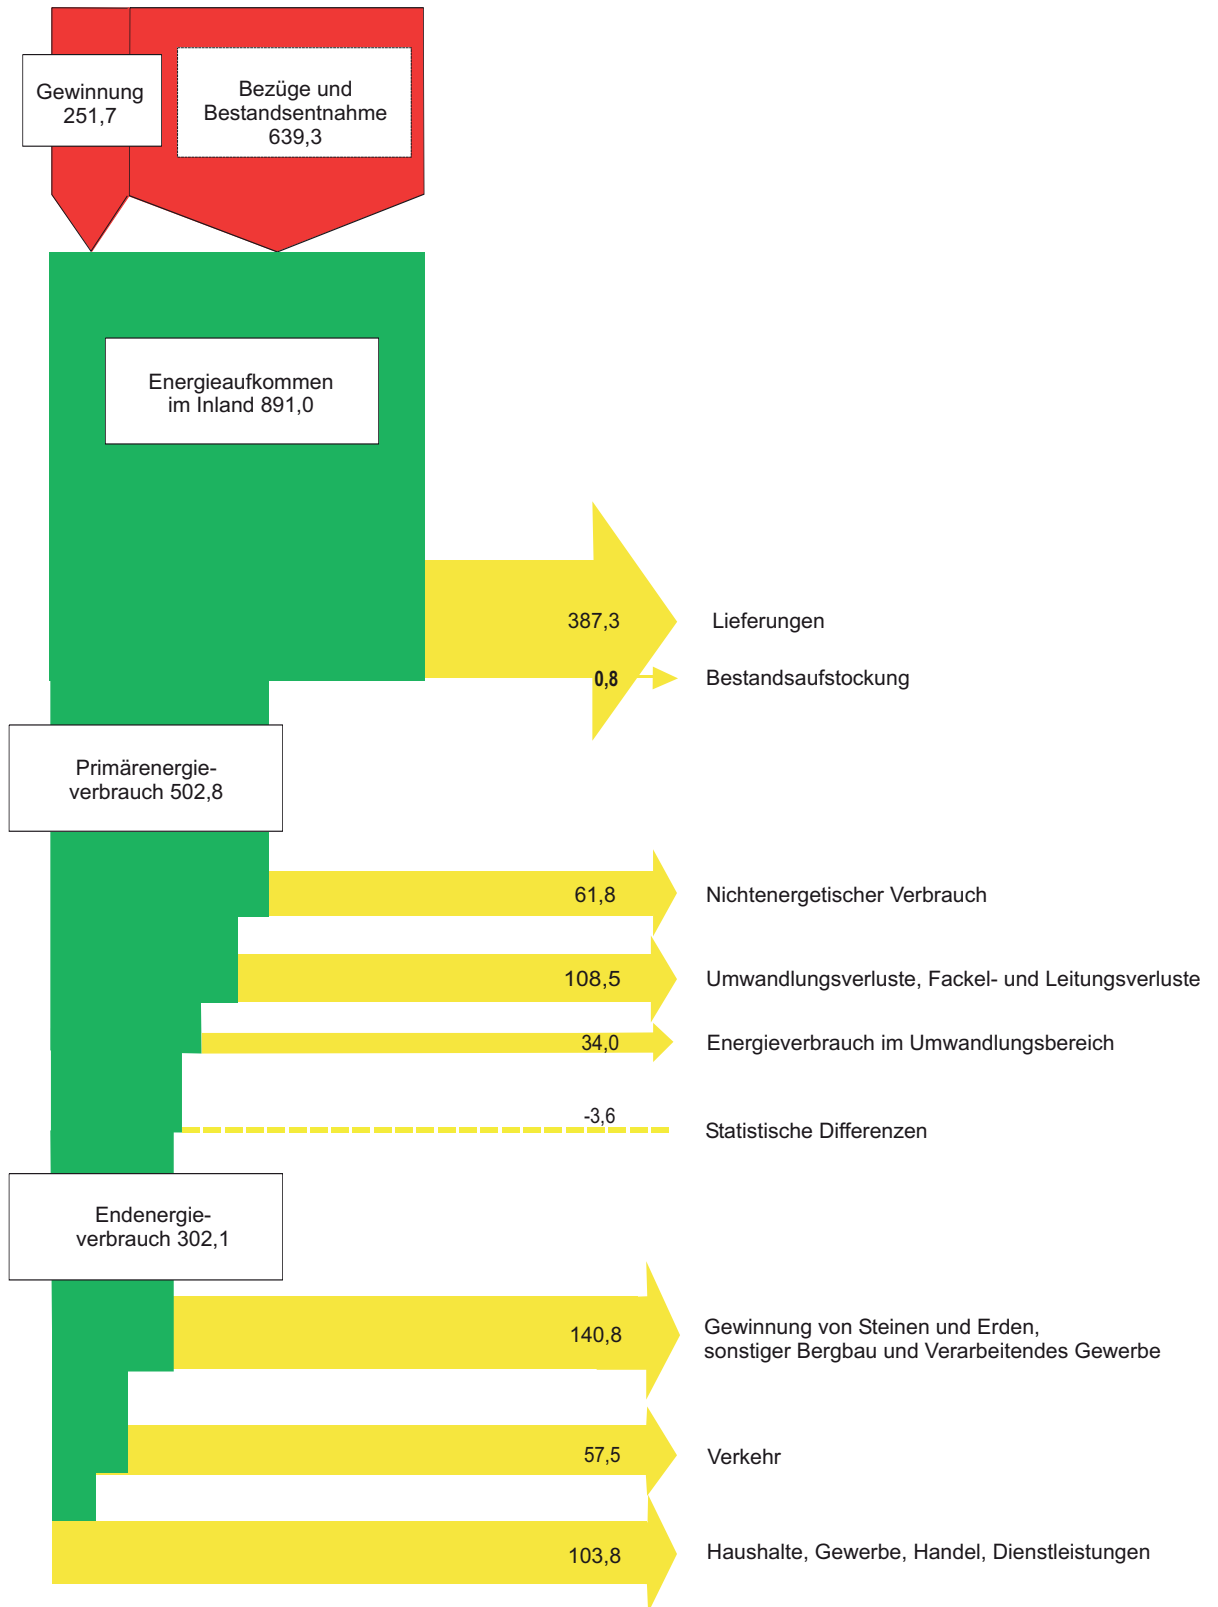 Gewinnung
251,7
Bezüge und
Bestandsentnahme
639,3
Energieaufkommen
im Inland 891,0
387,3
Lieferungen
0,8
Bestandsaufstockung
Primärenergie-
verbrauch 502,8
61,8
Nichtenergetischer Verbrauch
108,5
Umwandlungsverluste, Fackel- und Leitungsverluste
34,0
Energieverbrauch im Umwandlungsbereich
-3,6
Statistische Differenzen
Endenergie-
verbrauch 302,1
140,8
Gewinnung von Steinen und Erden,
sonstiger Bergbau und Verarbeitendes Gewerbe
57,5
Verkehr
103,8
Haushalte, Gewerbe, Handel, Dienstleistungen